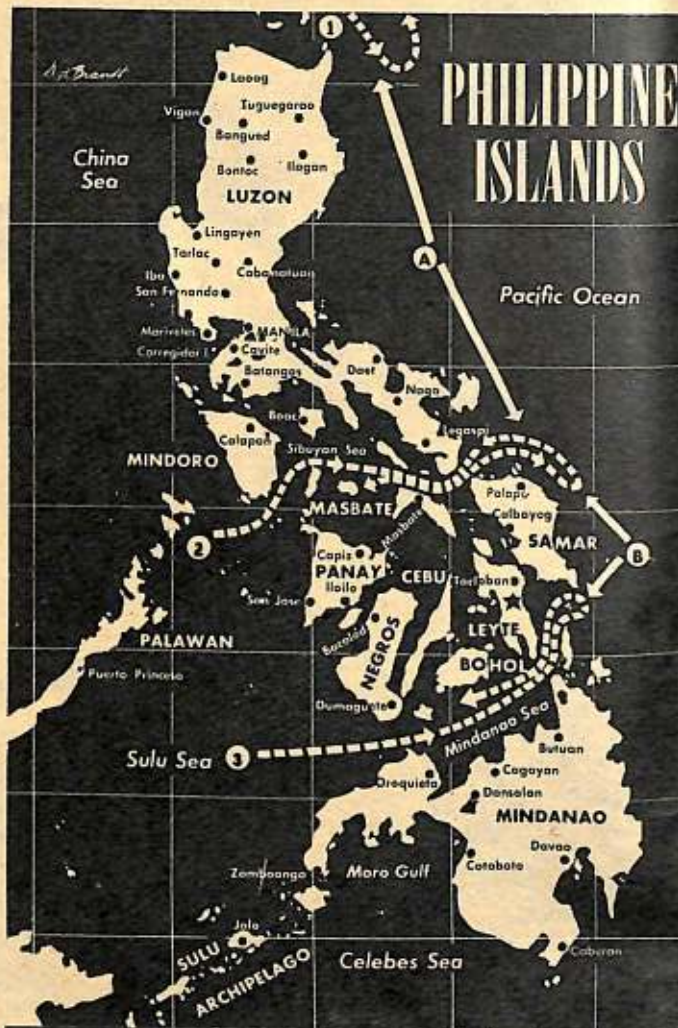 1
D L Brandt
PHILIPPINE
ISLANDS
Laoag
Vigan
Tuguegarao
Bangued
China
Sea
Bontoc
Ilagan
LUZON
Lingayen
Tarlac
Cabanatuan
Iba
San Fernando
A
Pacific Ocean
Mariveles
MANILA
Corregidor I.
Cavite
Batangas
Daet
Naga
Boac
Legaspi
Calapan
Sibuyan Sea
MINDORO
Palapag
MASBATE
Calbayog
2
Masbate
SAMAR
B
Capiz
PANAY
CEBU
Tacloban
Iloilo
San Jose
LEYTE
PALAWAN
Bacolod
NEGROS
BOHOL
Puerto Princesa
Dumaguete
Mindanao Sea
Sulu Sea
3
Butuan
Oroquieta
Cagayan
Dansalan
MINDANAO
Davao
Cotabato
Zamboanga
Moro Gulf
Jolo
SULU
ARCHIPELAGO
Celebes Sea
Caburan